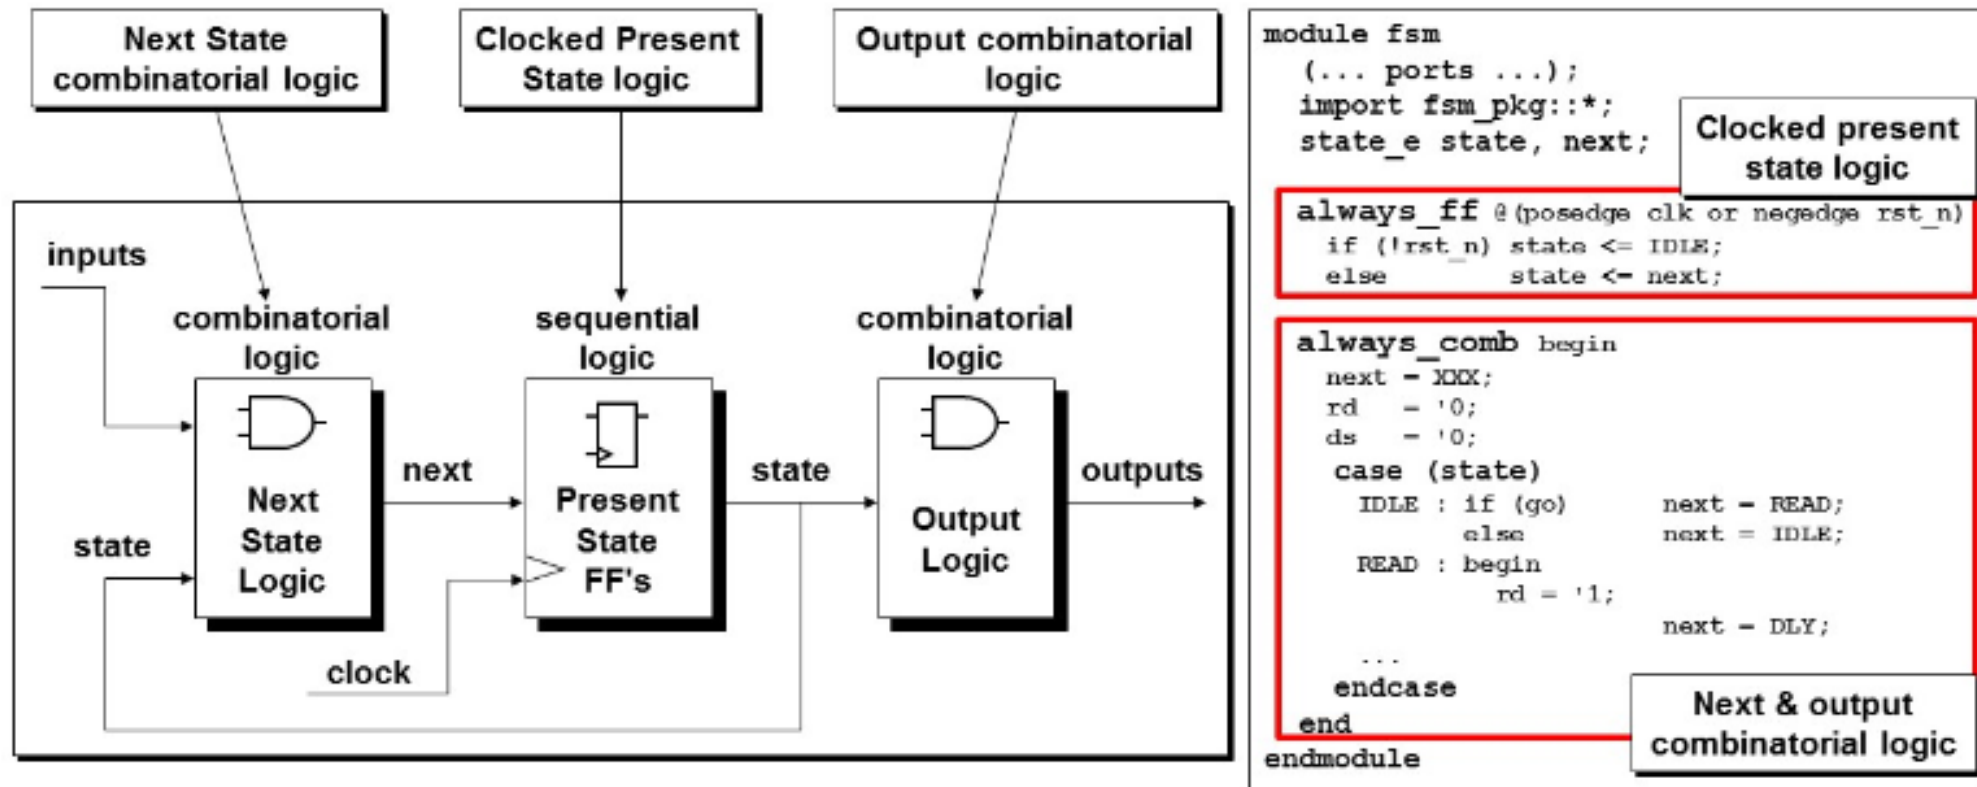 Next State
combinatorial logic
Clocked Present
State logic
Output combinatorial
logic
inputs
combinatorial
logic
sequential
logic
combinatorial
logic
next
state
outputs
state
Next
State
Logic
Present
State
FF's
Output
Logic
clock
module fsm
(... ports ...);
import fsm_pkg::*;
state_e state, next;
Clocked present
state logic
always_ff @(posedge clk or negedge rst_n)
if (!rst_n) state <= IDLE;
else state <= next;
always_comb begin
next = XXX;
rd = '0;
ds = '0;
case (state)
IDLE : if (go) next = READ;
else next = IDLE;
READ : begin
rd = '1;
next = DLY;
...
endcase
end
endmodule
Next & output
combinatorial logic